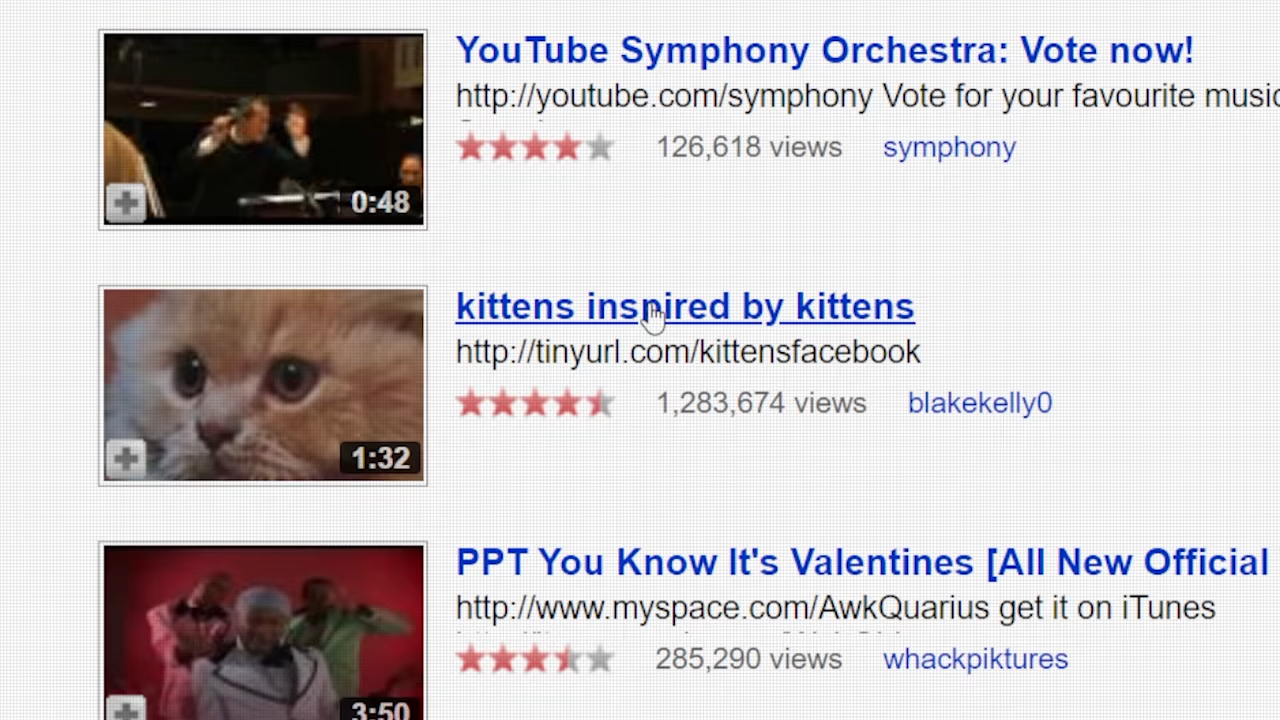 YouTube Symphony Orchestra: Vote now!
http://youtube.com/symphony Vote for your favourite
126,618 views symphony
0:48
kittens inspired by kittens
http://tinyurl.com/kittensfacebook
1,283,674 views blakekelly0
1:32
PPT You Know It's Valentines [All New Official
http://www.myspace.com/AwkQuarius get it on iTunes
285,290 views whackpiktures
3:50